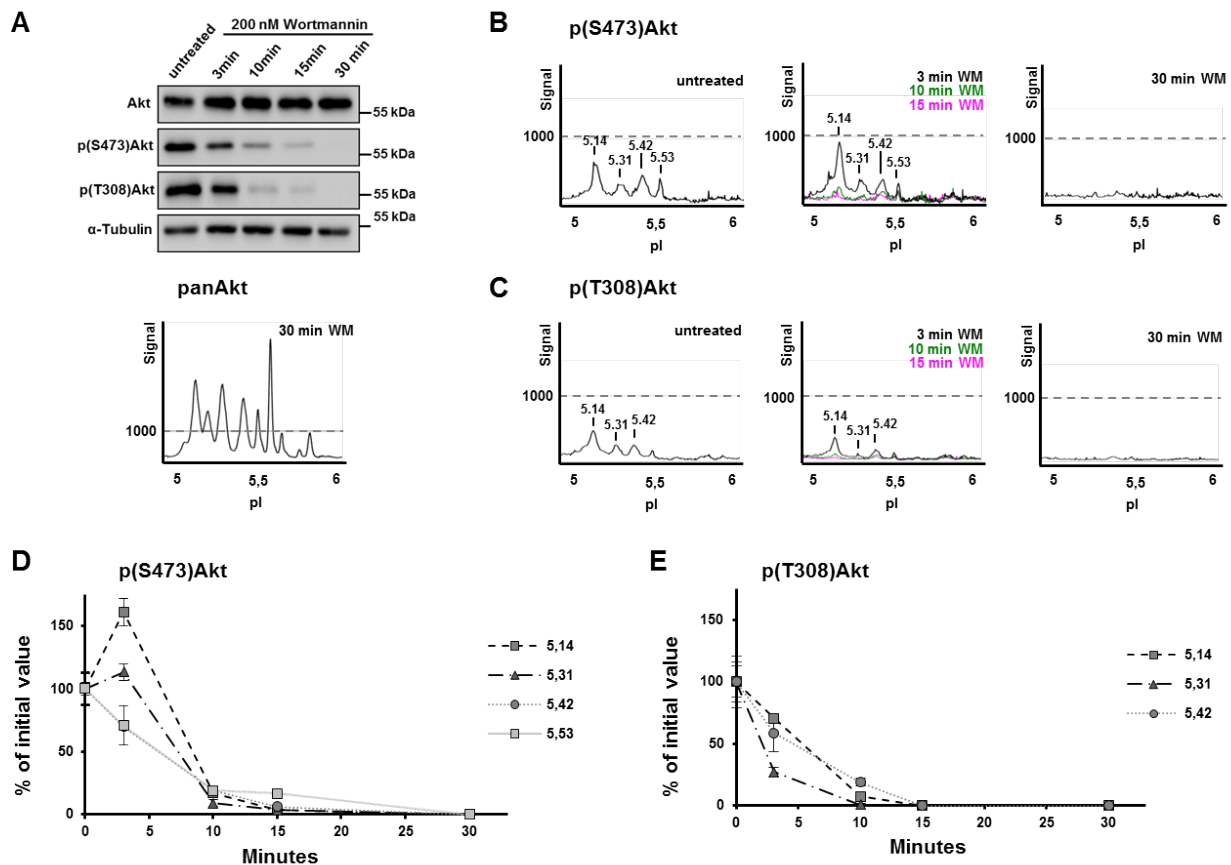 A
200 nM Wortmannin
untreated
3min
10min
15min
30 min
Akt
55 kDa
p(S473)Akt
55 kDa
p(T308)Akt
55 kDa
55 kDa
α-Tubulin
panAkt
Signal
30 min WM
1000
5
5,5
6
pI
B
p(S473)Akt
Signal
untreated
1000
5.14
5.31
5.42
5.53
5
5,5
6
pI
Signal
3 min WM
10 min WM
15 min WM
1000
5.14
5.31
5.42
5.53
5
5,5
6
pI
Signal
30 min WM
1000
5
5,5
6
pI
C
p(T308)Akt
Signal
untreated
1000
5.14
5.31
5.42
5
5,5
6
pI
Signal
3 min WM
10 min WM
15 min WM
1000
5.14
5.31
5.42
5
5,5
6
pI
Signal
30 min WM
1000
5
5,5
6
pI
D
p(S473)Akt
% of initial value
150
100
50
0
0
5
10
15
20
25
30
Minutes
5,14
5,31
5,42
5,53
E
p(T308)Akt
% of initial value
150
100
50
0
0
5
10
15
20
25
30
Minutes
5,14
5,31
5,42